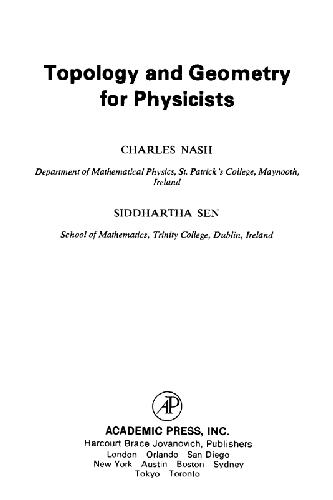 Topology and Geometry
for Physicists
CHARLES NASH
Department of Mathematical Physics, St. Patrick's College, Maynooth,
Ireland
SIDDHARTHA SEN
School of Mathematics, Trinity College, Dublin, Ireland
AP
ACADEMIC PRESS, INC.
Harcourt Brace Jovanovich, Publishers
London Orlando San Diego
New York Austin Boston Sydney
Tokyo Toronto